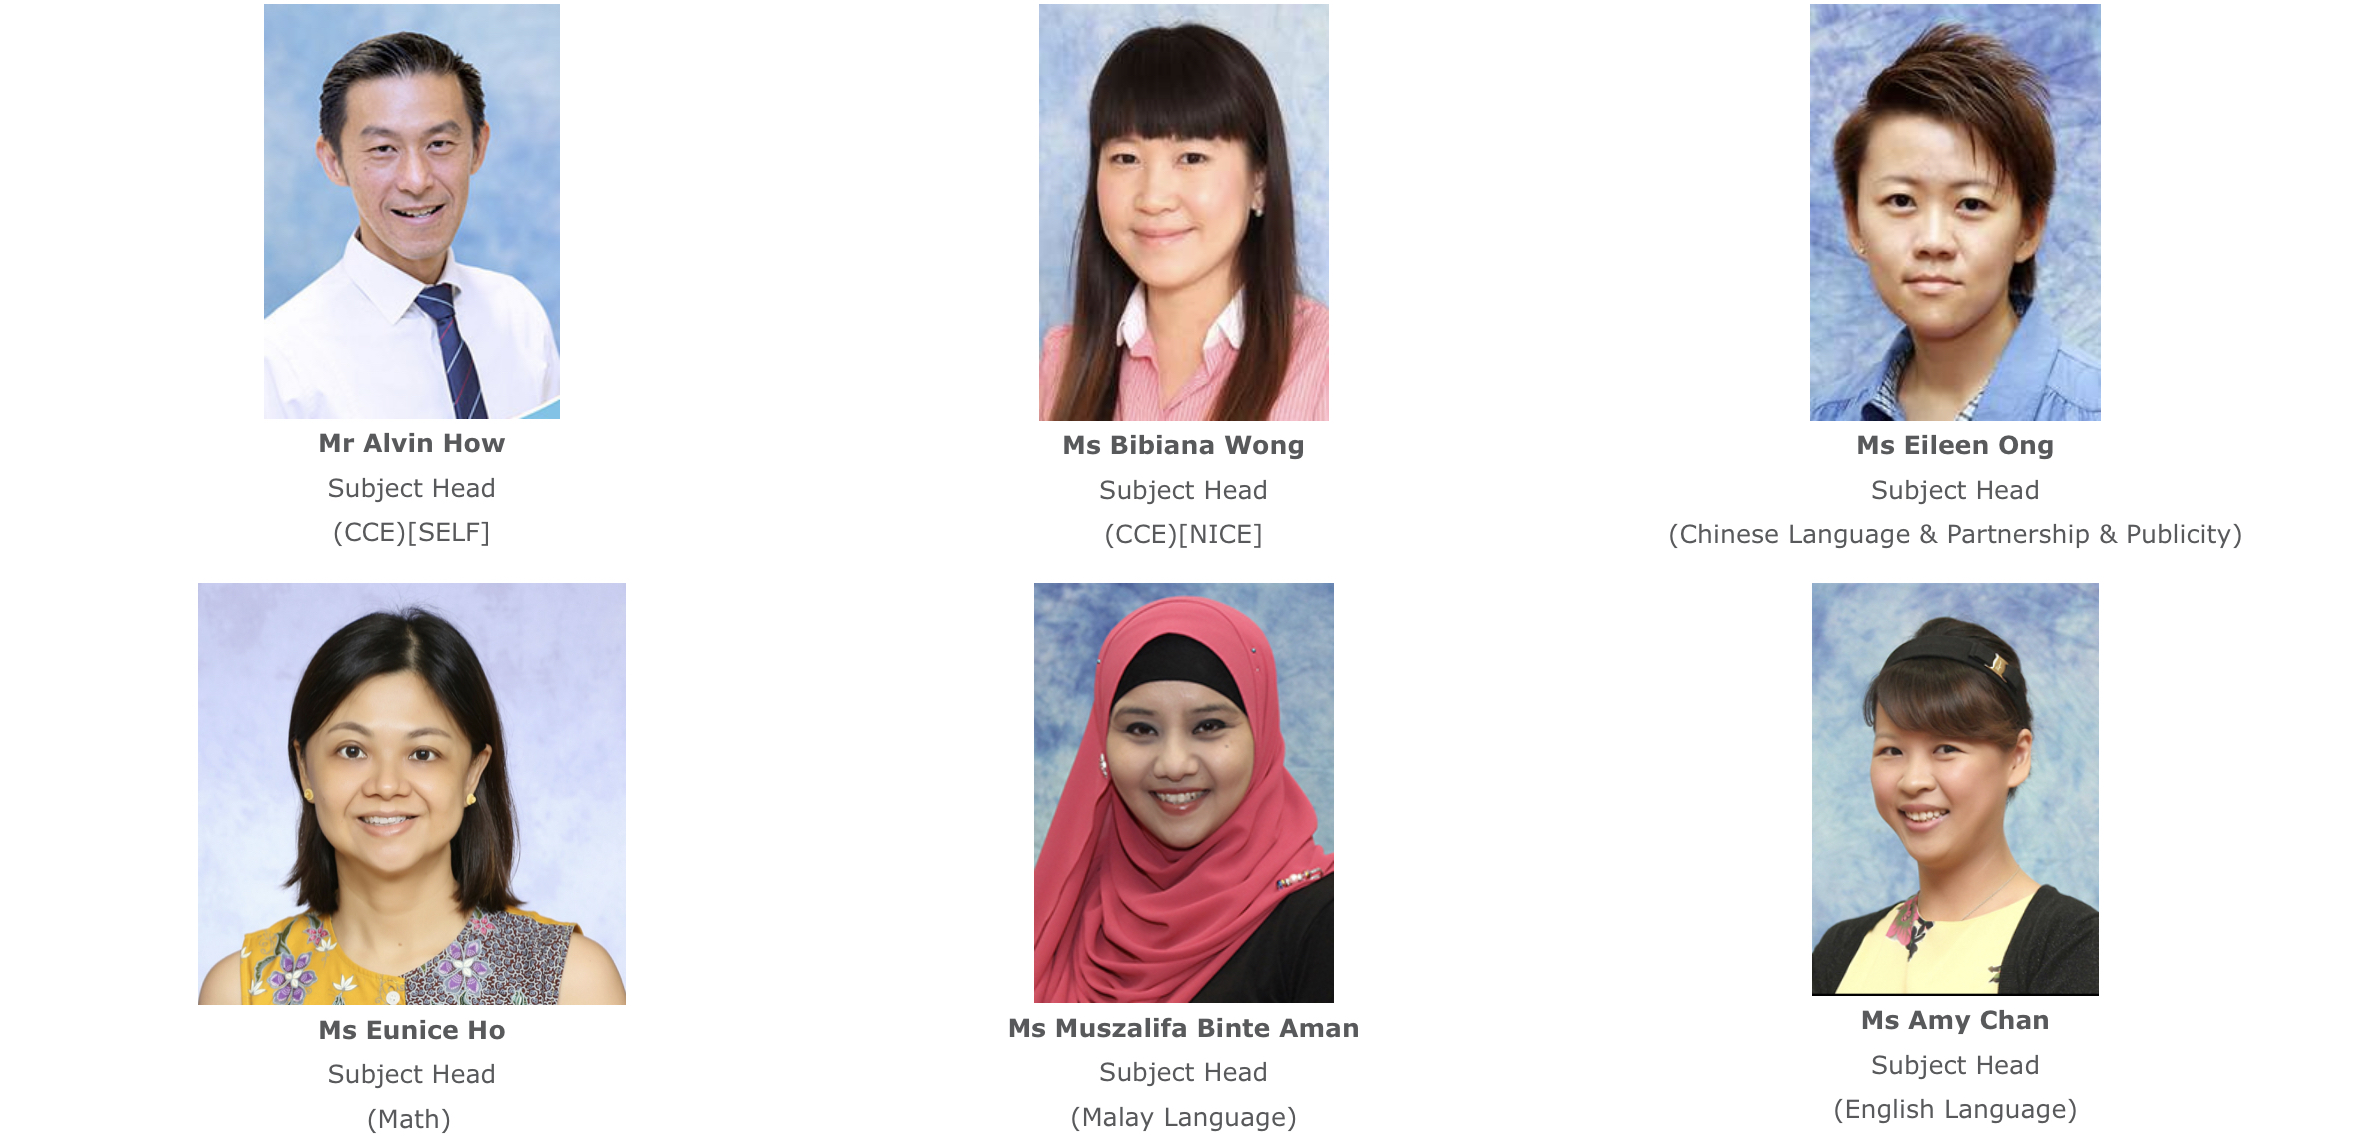 Mr Alvin How
Subject Head
(CCE)[SELF]
Ms Bibiana Wong
Subject Head
(CCE)[NICE]
Ms Eileen Ong
Subject Head
(Chinese Language & Partnership & Publicity)
Ms Eunice Ho
Subject Head
(Math)
Ms Muszalifa Binte Aman
Subject Head
(Malay Language)
Ms Amy Chan
Subject Head
(English Language)